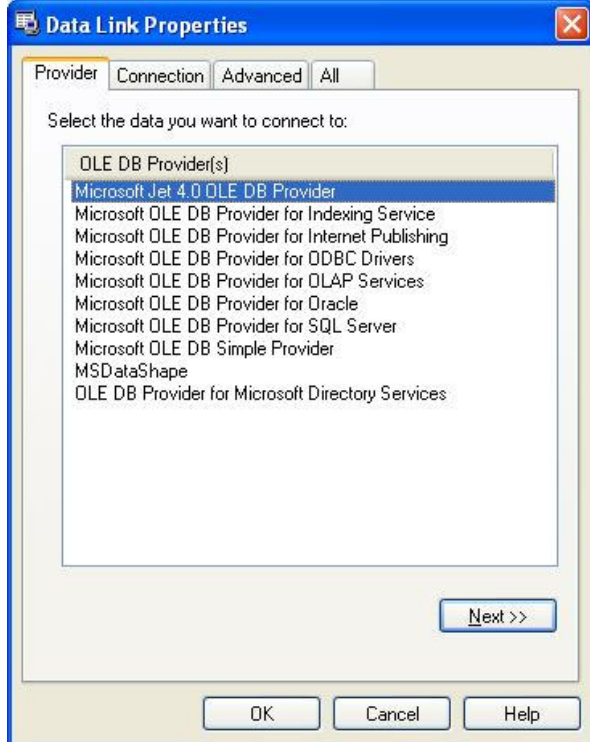 Data Link Properties
Provider Connection Advanced All
Select the data you want to connect to:
OLE DB Provider(s)
Microsoft Jet 4.0 OLE DB Provider
Microsoft OLE DB Provider for Indexing Service
Microsoft OLE DB Provider for Internet Publishing
Microsoft OLE DB Provider for ODBC Drivers
Microsoft OLE DB Provider for OLAP Services
Microsoft OLE DB Provider for Oracle
Microsoft OLE DB Provider for SQL Server
Microsoft OLE DB Simple Provider
MSDataShape
OLE DB Provider for Microsoft Directory Services
Next >>
OK Cancel Help